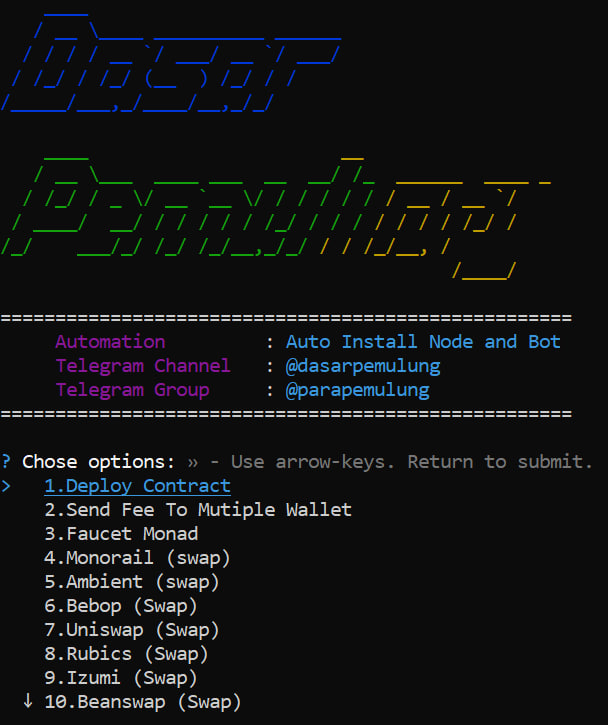 Dasar
Pemulung
==================================================
Automation : Auto Install Node and Bot
Telegram Channel : @dasarpemulung
Telegram Group : @parapemulung
==================================================
? Chose options: » - Use arrow-keys. Return to submit.
> 1.Deploy Contract
2.Send Fee To Mutiple Wallet
3.Faucet Monad
4.Monorail (swap)
5.Ambient (swap)
6.Bebop (Swap)
7.Uniswap (Swap)
8.Rubics (Swap)
9.Izumi (Swap)
↓ 10.Beanswap (Swap)